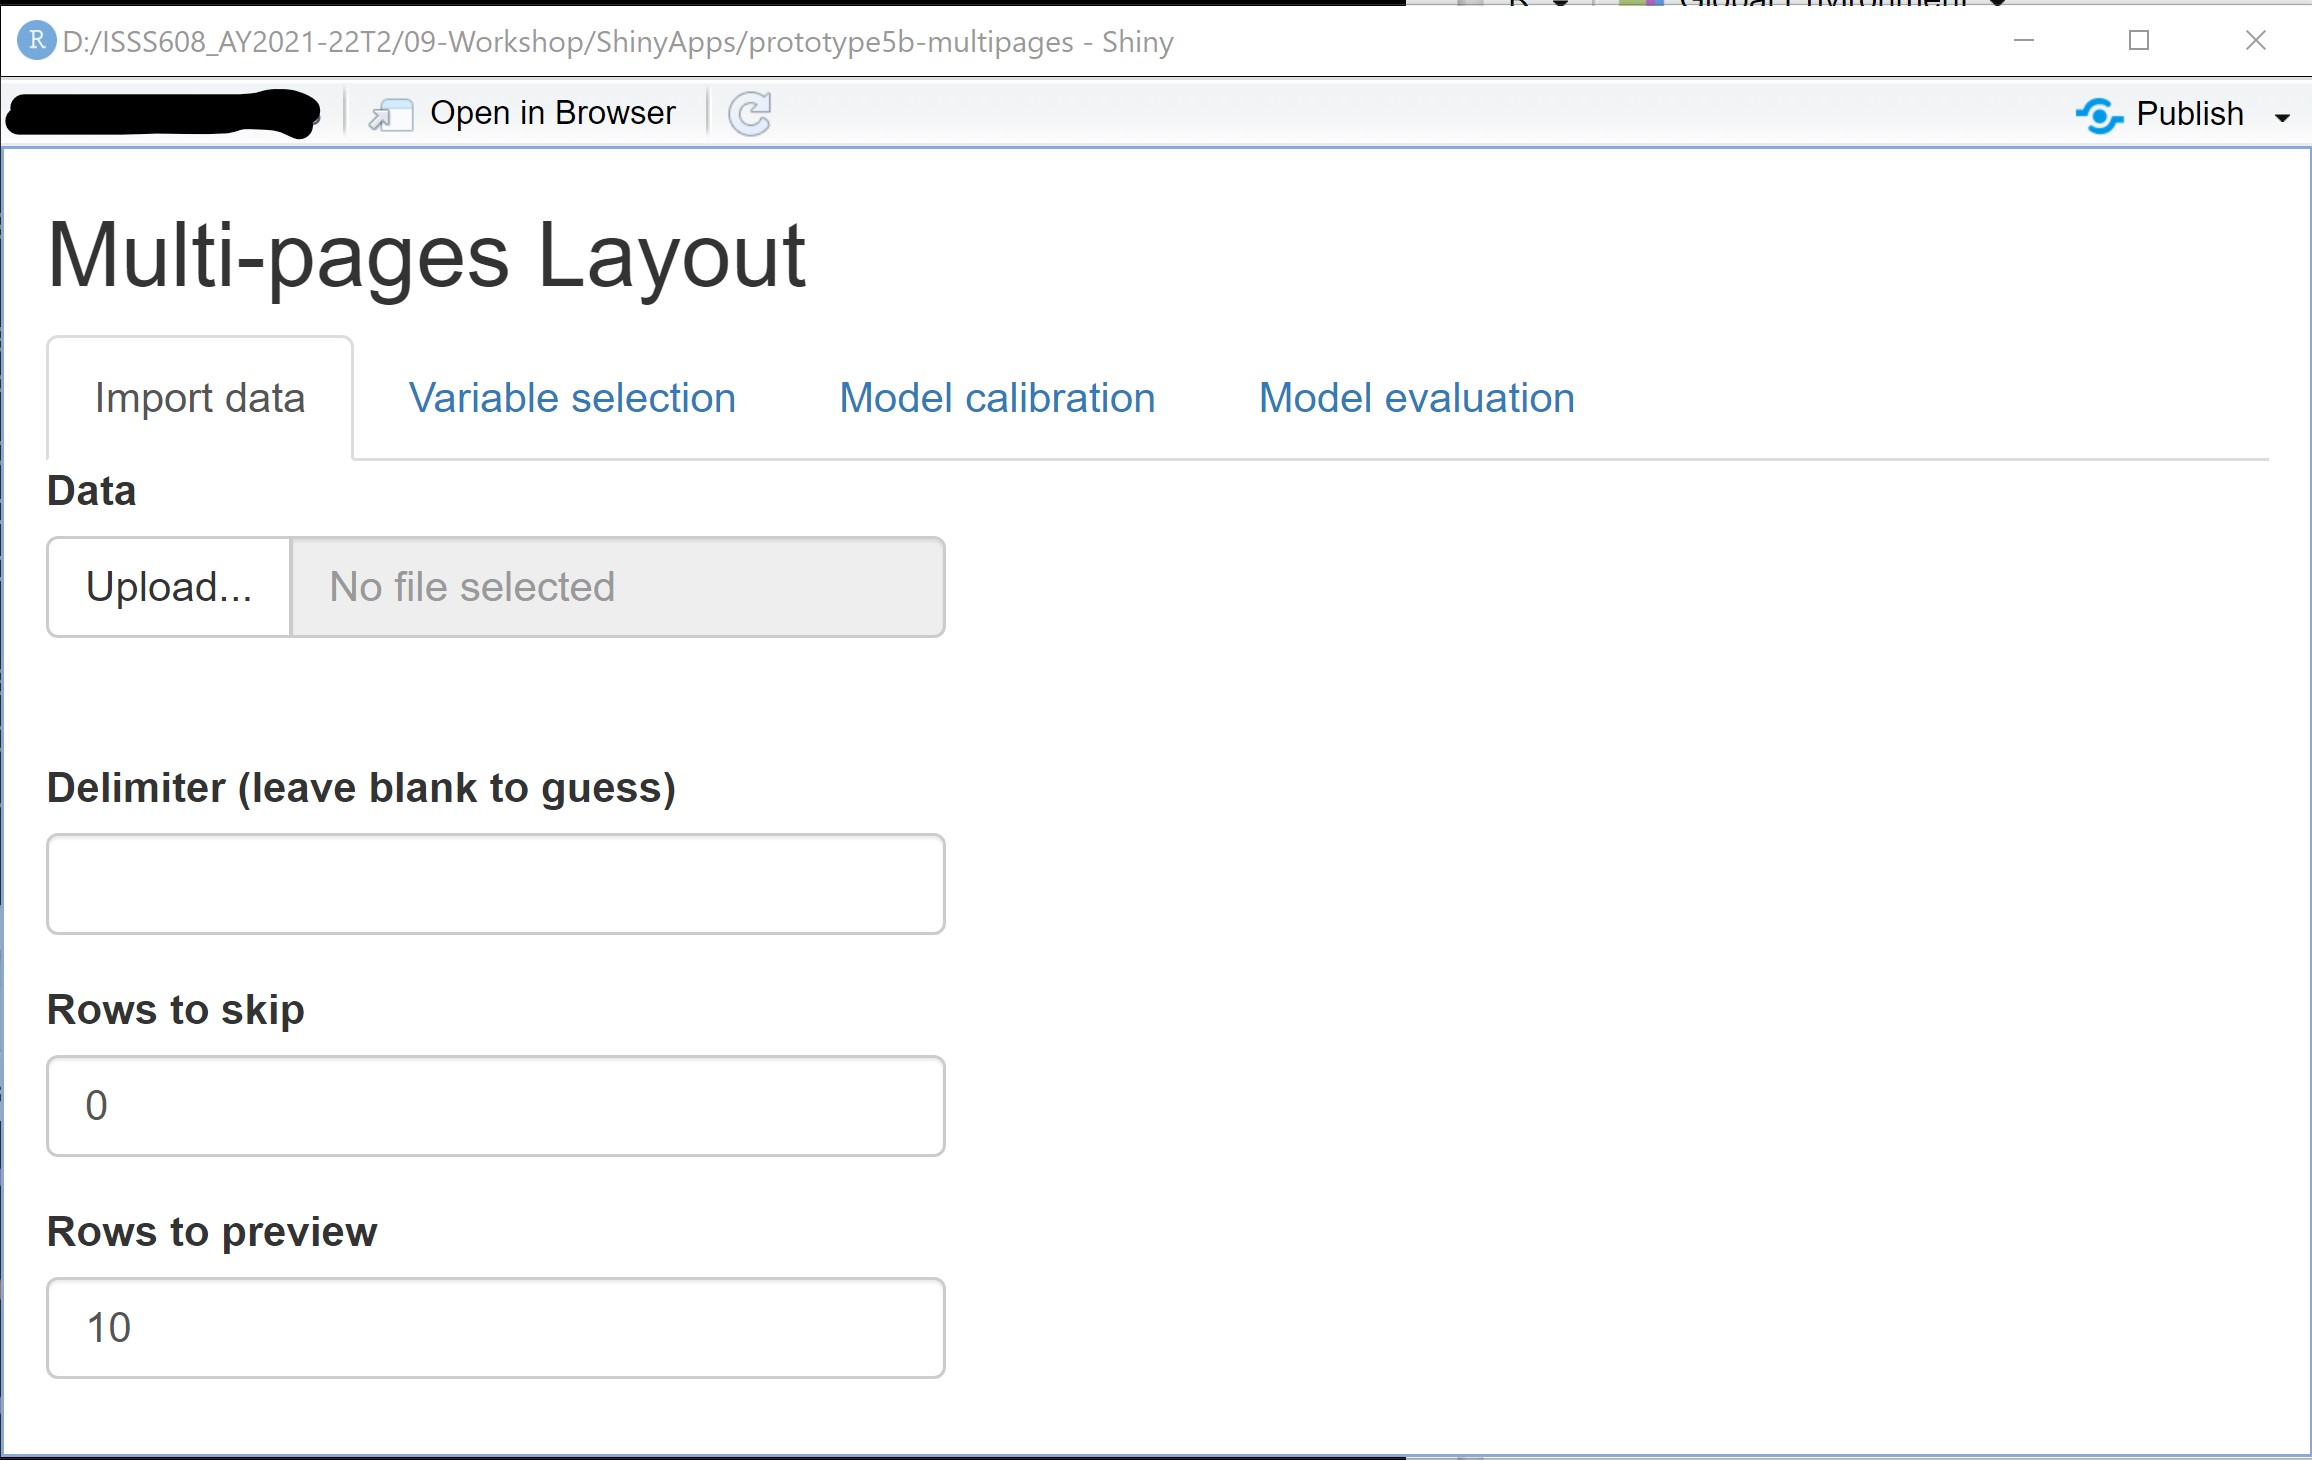 R D:/ISSS608_AY2021-22T2/09-Workshop/ShinyApps/prototype5b-multipages - Shiny
Open in Browser Publish
Multi-pages Layout
Import data Variable selection Model calibration Model evaluation
Data
Upload... No file selected
Delimiter (leave blank to guess)
Rows to skip
0
Rows to preview
10